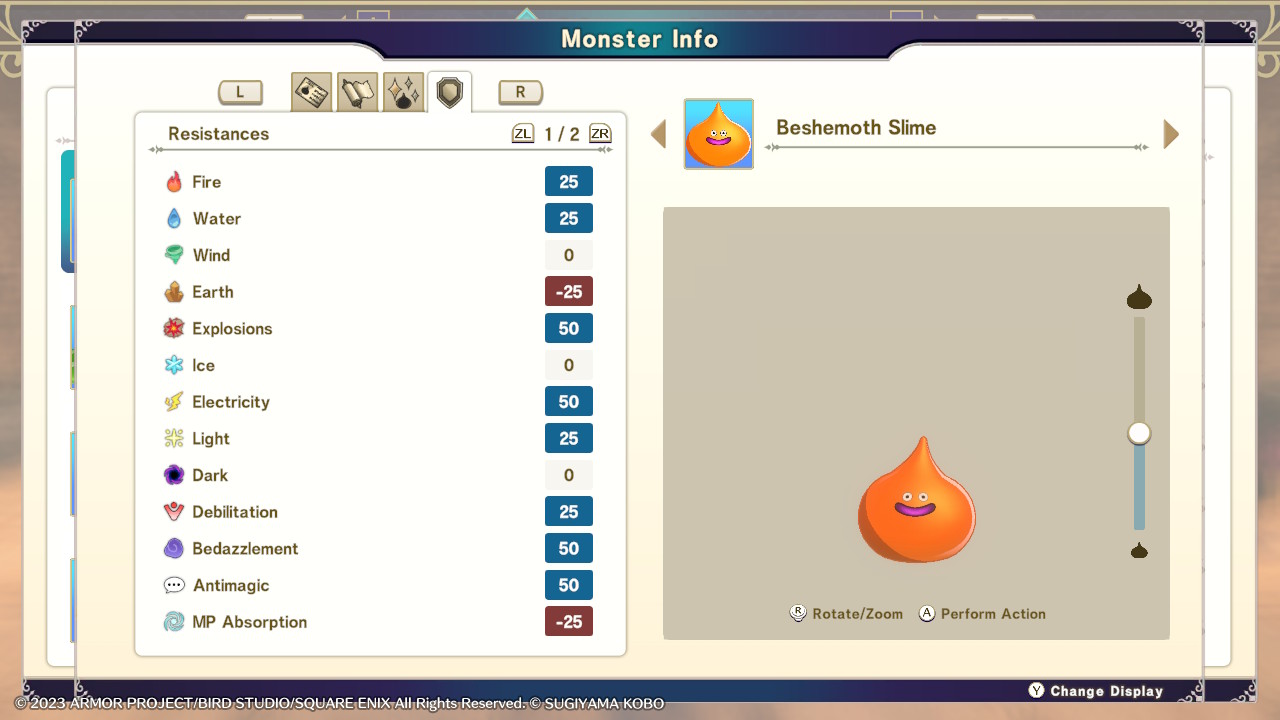 Monster Info
L R
Resistances ZL 1 / 2 ZR
Fire 25
Water 25
Wind 0
Earth -25
Explosions 50
Ice 0
Electricity 50
Light 25
Dark 0
Debilitation 25
Bedazzlement 50
Antimagic 50
MP Absorption -25
Beshemoth Slime
R Rotate/Zoom A Perform Action
Y Change Display
© 2023 ARMOR PROJECT/BIRD STUDIO/SQUARE ENIX All Rights Reserved. © SUGIYAMA KOBO